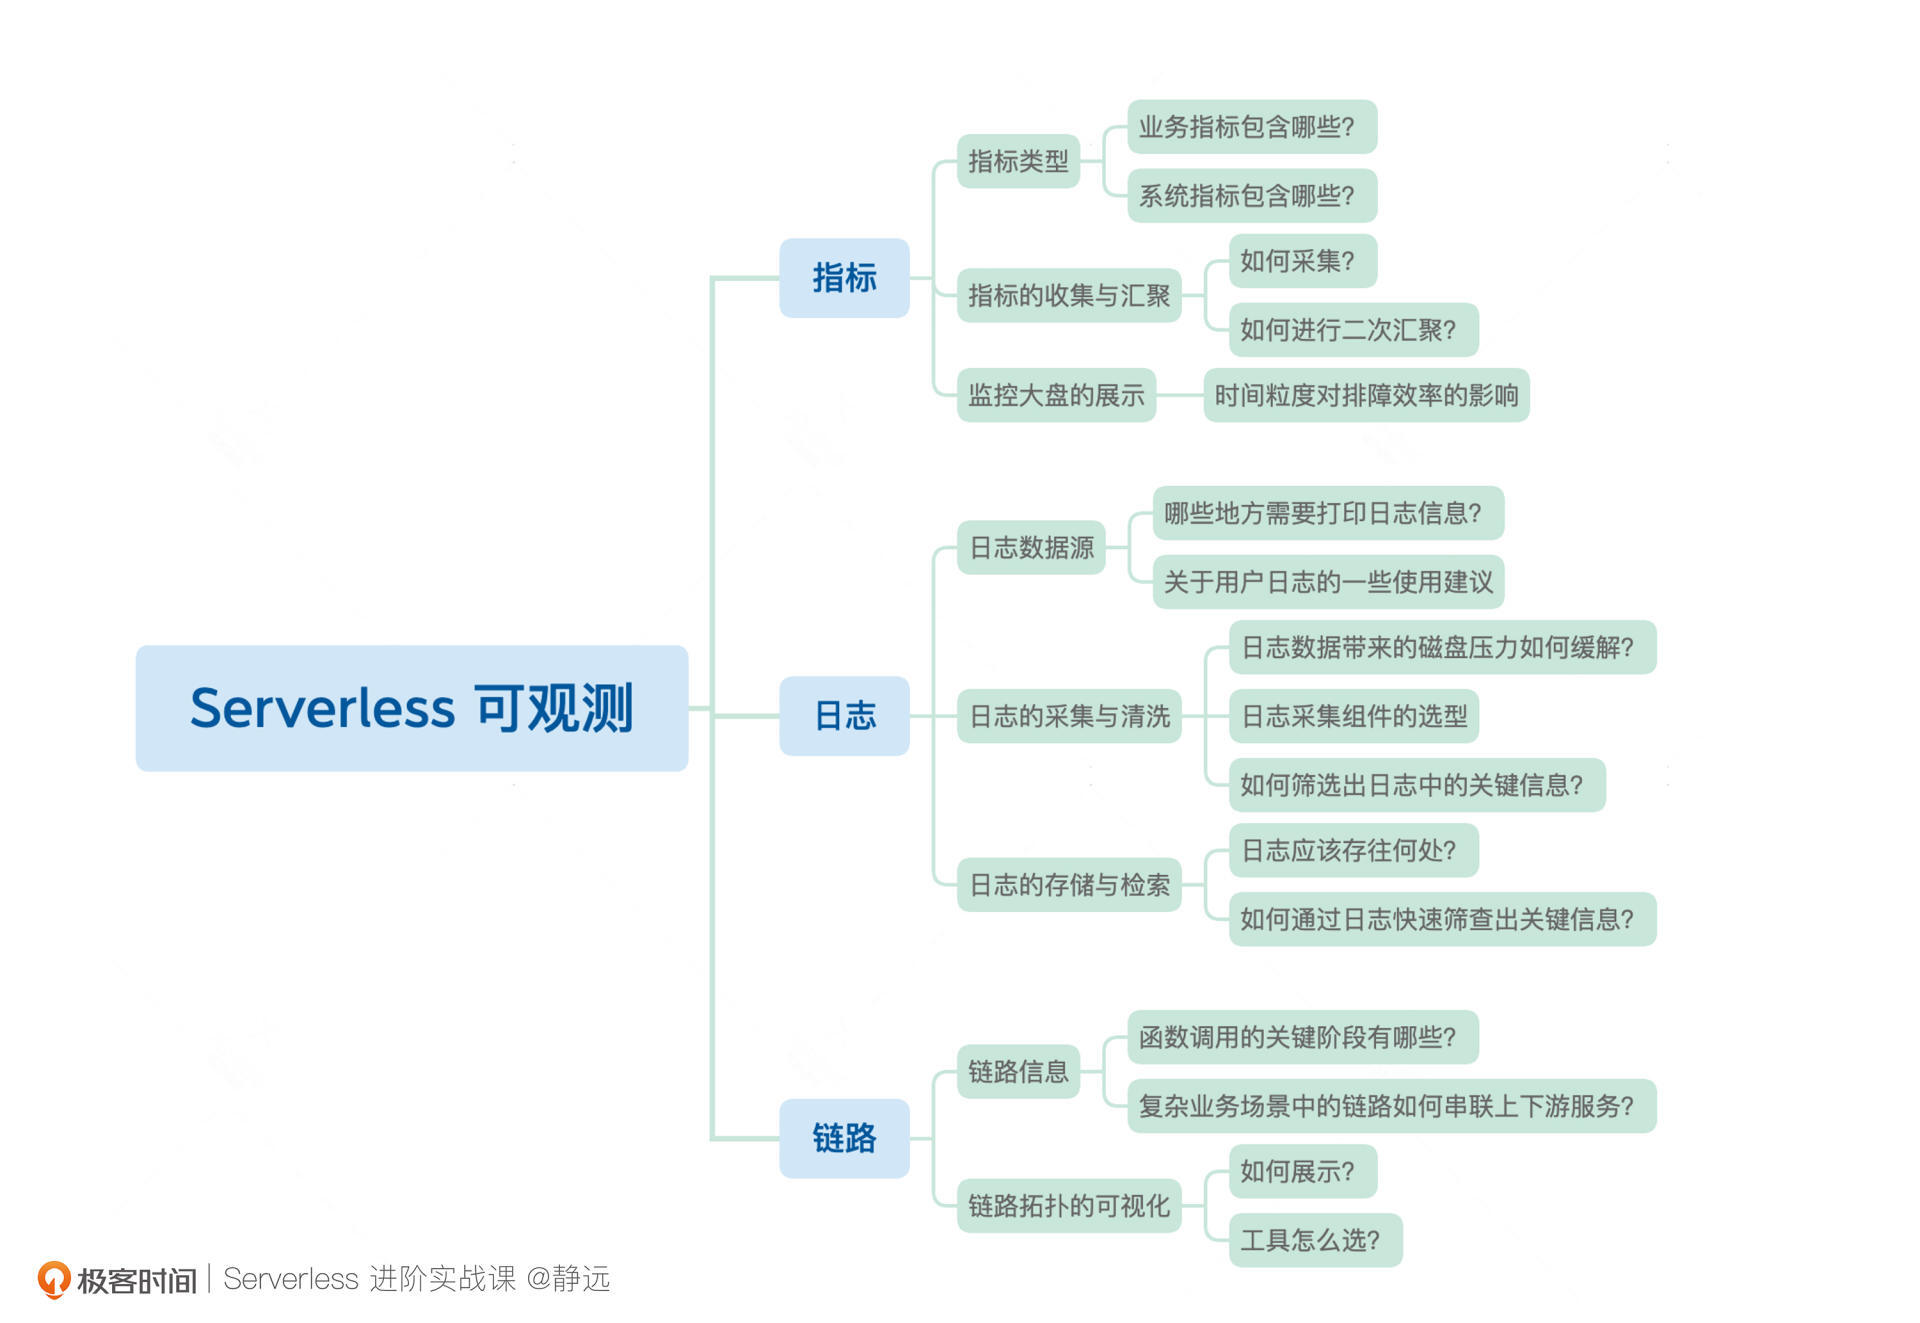 Serverless 可观测
指标
指标类型
业务指标包含哪些?
系统指标包含哪些?
指标的收集与汇聚
如何采集?
如何进行二次汇聚?
监控大盘的展示
时间粒度对排障效率的影响
日志
日志数据源
哪些地方需要打印日志信息?
关于用户日志的一些使用建议
日志的采集与清洗
日志数据带来的磁盘压力如何缓解?
日志采集组件的选型
如何筛选出日志中的关键信息?
日志的存储与检索
日志应该存往何处?
如何通过日志快速筛查出关键信息?
链路
链路信息
函数调用的关键阶段有哪些?
复杂业务场景中的链路如何串联上下游服务?
链路拓扑的可视化
如何展示?
工具怎么选?
极客时间 | Serverless 进阶实战课 @静远